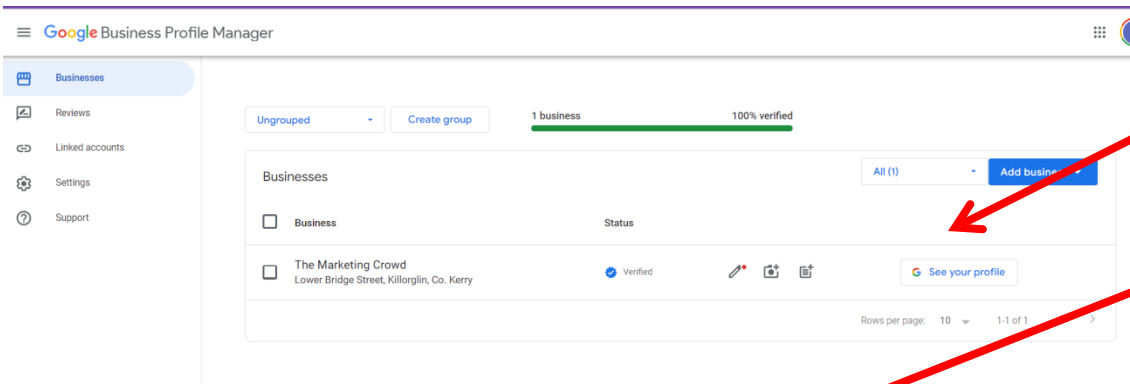 Google Business Profile Manager
Businesses
Reviews
Linked accounts
Settings
Support
Ungrouped
Create group
1 business
100% verified
Businesses
All (1)
Add
Business
Status
The Marketing Crowd
Lower Bridge Street, Killorglin, Co. Kerry
Verified
G See your profile
Rows per page: 10
1-1 of 1